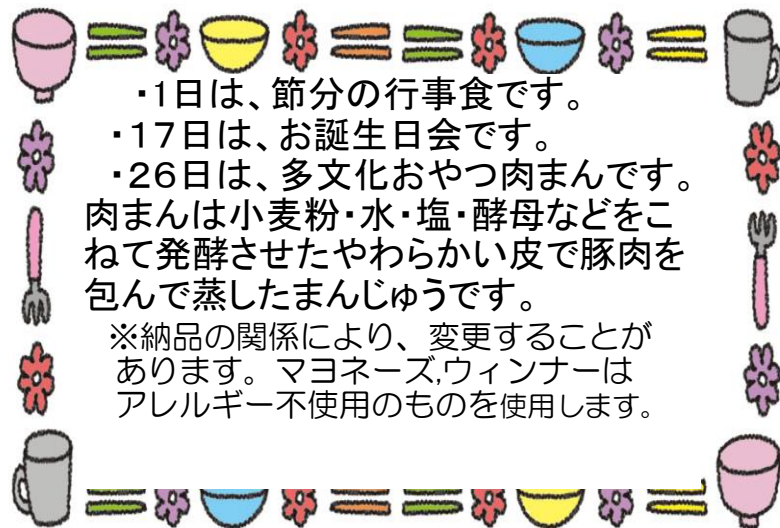 ・1日は、節分の行事食です。
・17日は、お誕生日会です。
・26日は、多文化おやつ肉まんです。
肉まんは小麦粉・水・塩・酵母などをこ
ねて発酵させたやわらかい皮で豚肉を
包んで蒸したまんじゅうです。
※納品の関係により、変更することが
あります。マヨネーズ,ウィンナーは
アレルギー不使用のものを使用します。